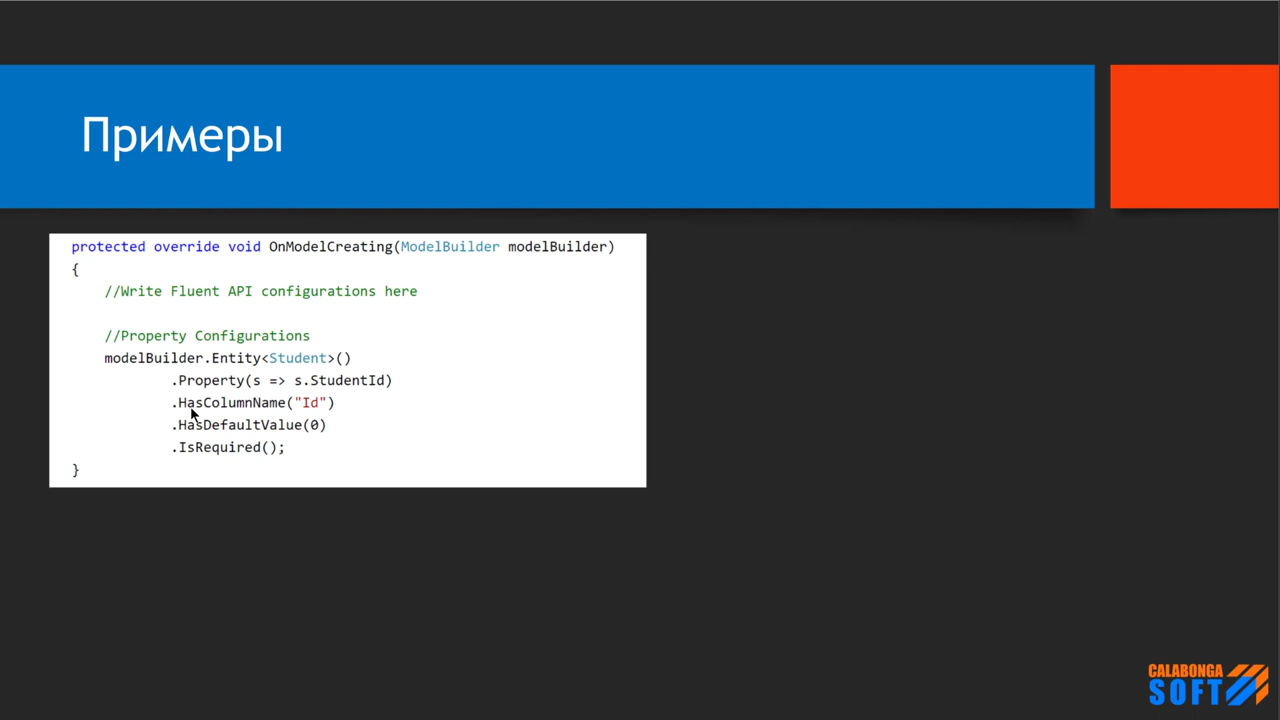 Примеры
protected override void OnModelCreating(ModelBuilder modelBuilder)
{
//Write Fluent API configurations here
//Property Configurations
modelBuilder.Entity<Student>()
.Property(s => s.StudentId)
.HasColumnName("Id")
.HasDefaultValue(0)
.IsRequired();
}
CALABONGA
SOFT